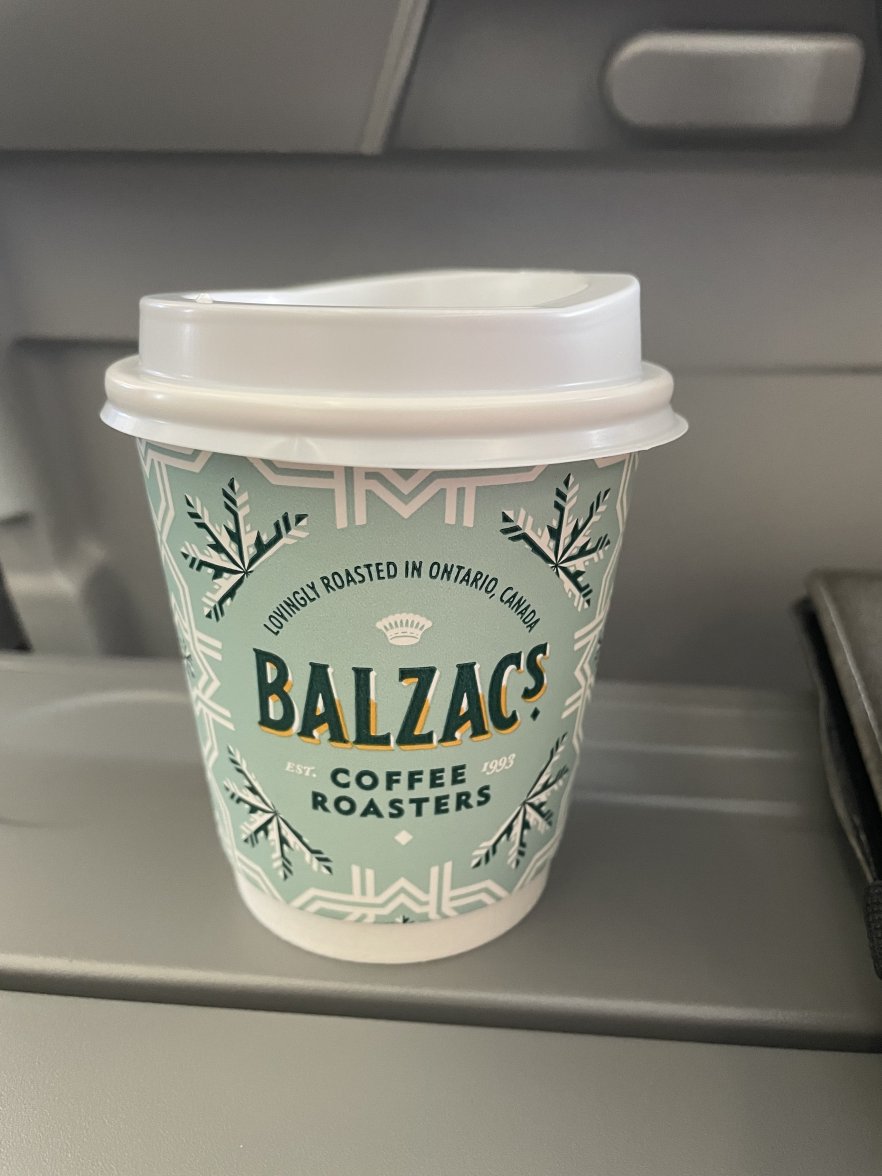 LOVINGLY ROASTED IN ONTARIO, CANADA
BALZAC'S
EST. COFFEE 1993
ROASTERS